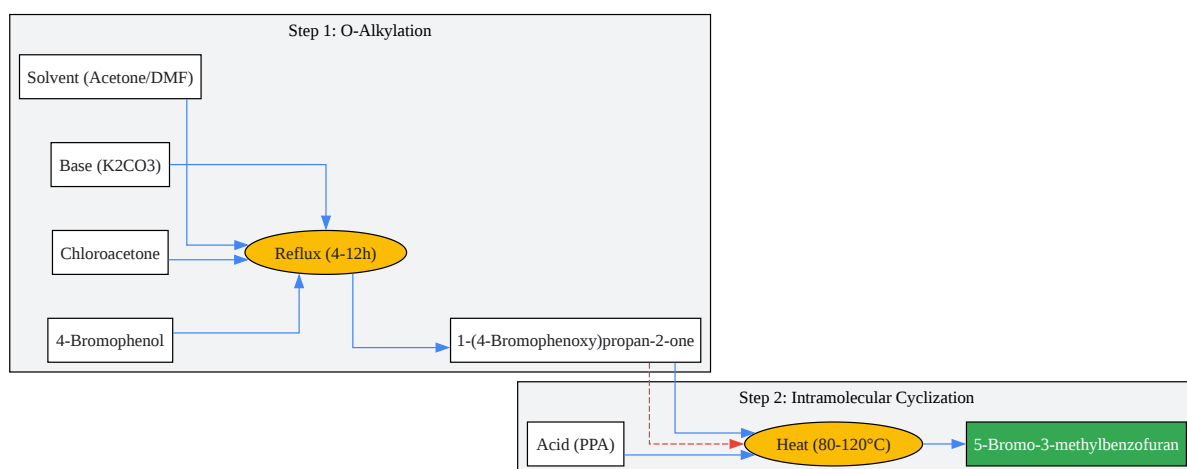 Step 1: O-Alkylation
Solvent (Acetone/DMF)
Base (K2CO3)
Chloroacetone
Reflux (4-12h)
4-Bromophenol
1-(4-Bromophenoxy)propan-2-one
Step 2: Intramolecular Cyclization
Acid (PPA)
Heat (80-120°C)
5-Bromo-3-methylbenzofuran